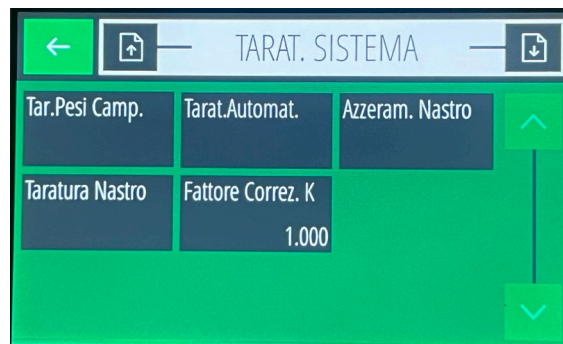 TARAT. SISTEMA
Tar.Pesi Camp.
Tarat.Automat.
Azzeram. Nastro
Taratura Nastro
Fattore Correz. K
1.000